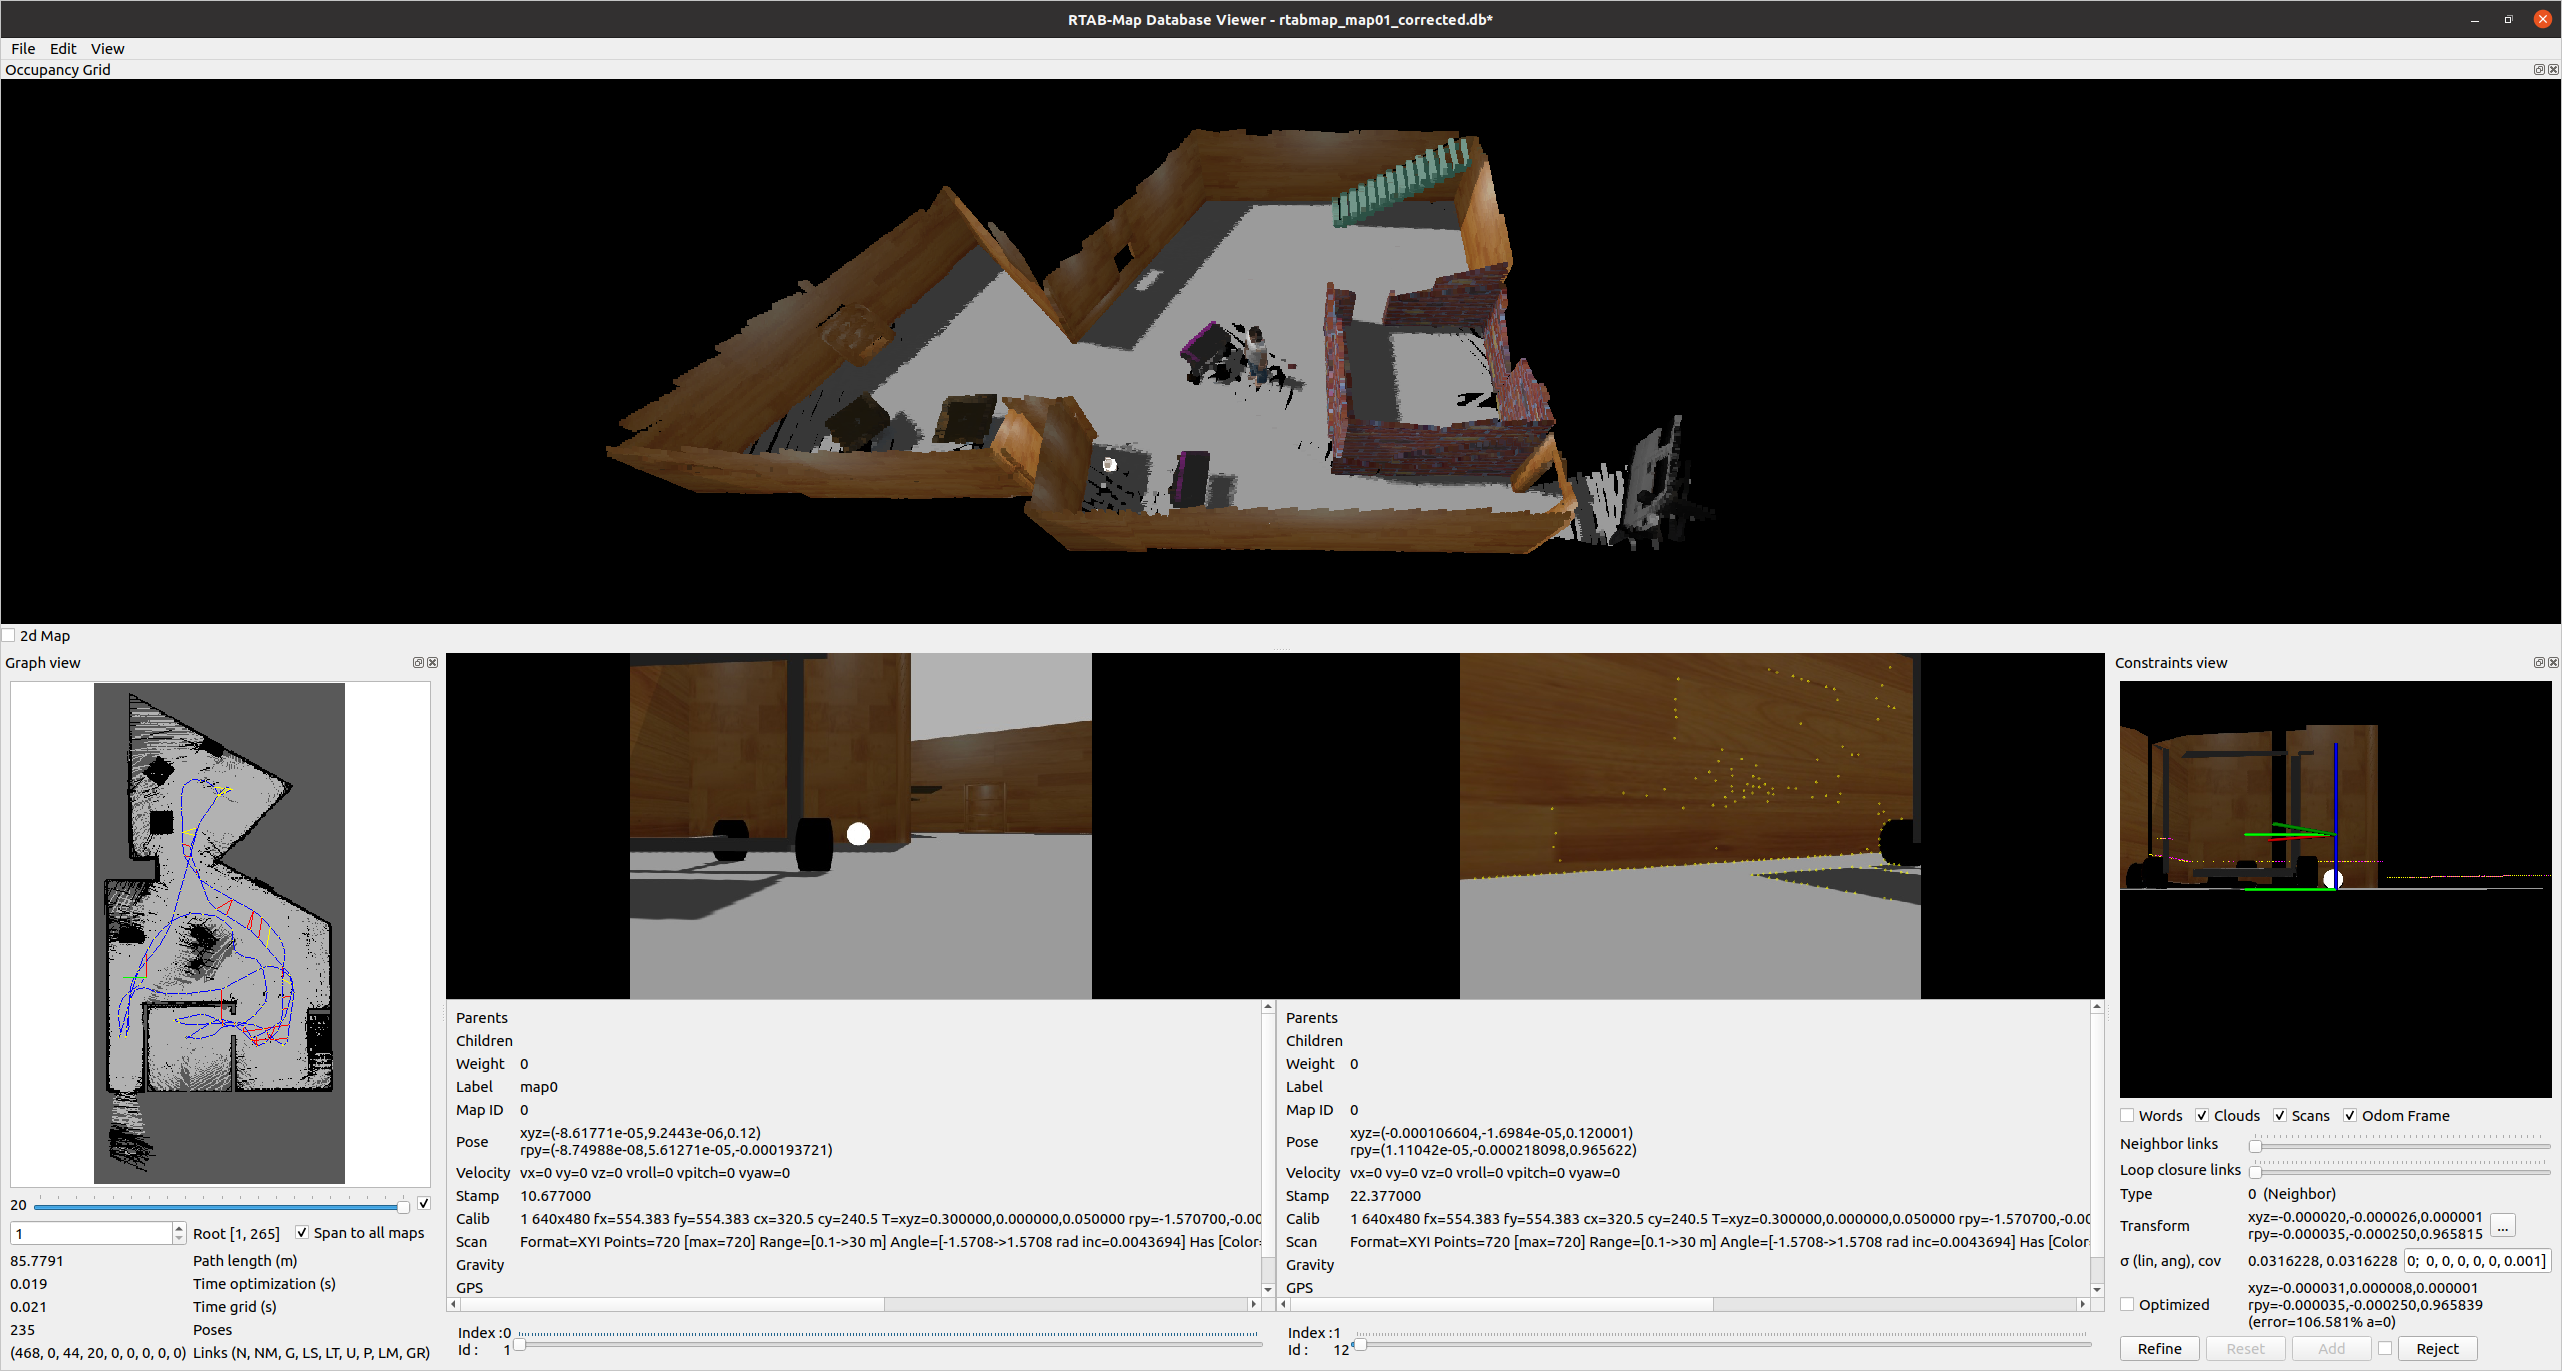 RTAB-Map Database Viewer - rtabmap_map01_corrected.db*
File Edit View
Occupancy Grid
2d Map
Graph view
20
1
Root [1, 265]
Span to all maps
85.7791 Path length (m)
0.019 Time optimization (s)
0.021 Time grid (s)
235 Poses
(468, 0, 44, 20, 0, 0, 0, 0, 0) Links (N, NM, G, LS, LT, U, P, LM, GR)
Parents
Children
Weight 0
Label map0
Map ID 0
Pose xyz=(-8.61771e-05,9.2443e-06,0.12)
rpy=(-8.74988e-08,5.61271e-05,-0.000193721)
Velocity vx=0 vy=0 vz=0 vroll=0 vpitch=0 vyaw=0
Stamp 10.677000
Calib 1 640x480 fx=554.383 fy=554.383 cx=320.5 cy=240.5 T=xyz=0.300000,0.000000,0.050000 rpy=-1.570700,-0.00
Scan Format=XYI Points=720 [max=720] Range=[0.1->30 m] Angle=[-1.5708->1.5708 rad inc=0.0043694] Has [Color=
Gravity
GPS
Index :0
Id : 1
Parents
Children
Weight 0
Label
Map ID 0
Pose xyz=(-0.000106604,-1.6984e-05,0.120001)
rpy=(1.11042e-05,-0.000218098,0.965622)
Velocity vx=0 vy=0 vz=0 vroll=0 vpitch=0 vyaw=0
Stamp 22.377000
Calib 1 640x480 fx=554.383 fy=554.383 cx=320.5 cy=240.5 T=xyz=0.300000,0.000000,0.050000 rpy=-1.570700,-0.00
Scan Format=XYI Points=720 [max=720] Range=[0.1->30 m] Angle=[-1.5708->1.5708 rad inc=0.0043694] Has [Color
Gravity
GPS
Index :1
Id : 12
Constraints view
Words Clouds Scans Odom Frame
Neighbor links
Loop closure links
Type 0 (Neighbor)
Transform xyz=-0.000020,-0.000026,0.000001
rpy=-0.000035,-0.000250,0.965815
...
σ (lin, ang), cov 0.0316228, 0.0316228 0; 0, 0, 0, 0, 0, 0.001]
Optimized xyz=-0.000031,0.000008,0.000001
rpy=-0.000035,-0.000250,0.965839
(error=106.581% a=0)
Refine Reset Add Reject